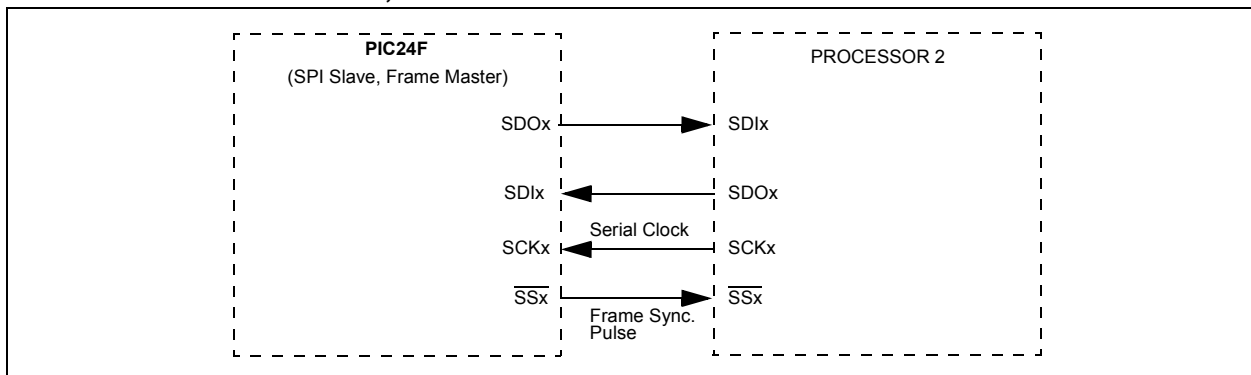 PIC24F
(SPI Slave, Frame Master)
PROCESSOR 2
SDOx
SDIx
SDIx
SDOx
Serial Clock
SCKx
SCKx
SSx
SSx
Frame Sync.
Pulse